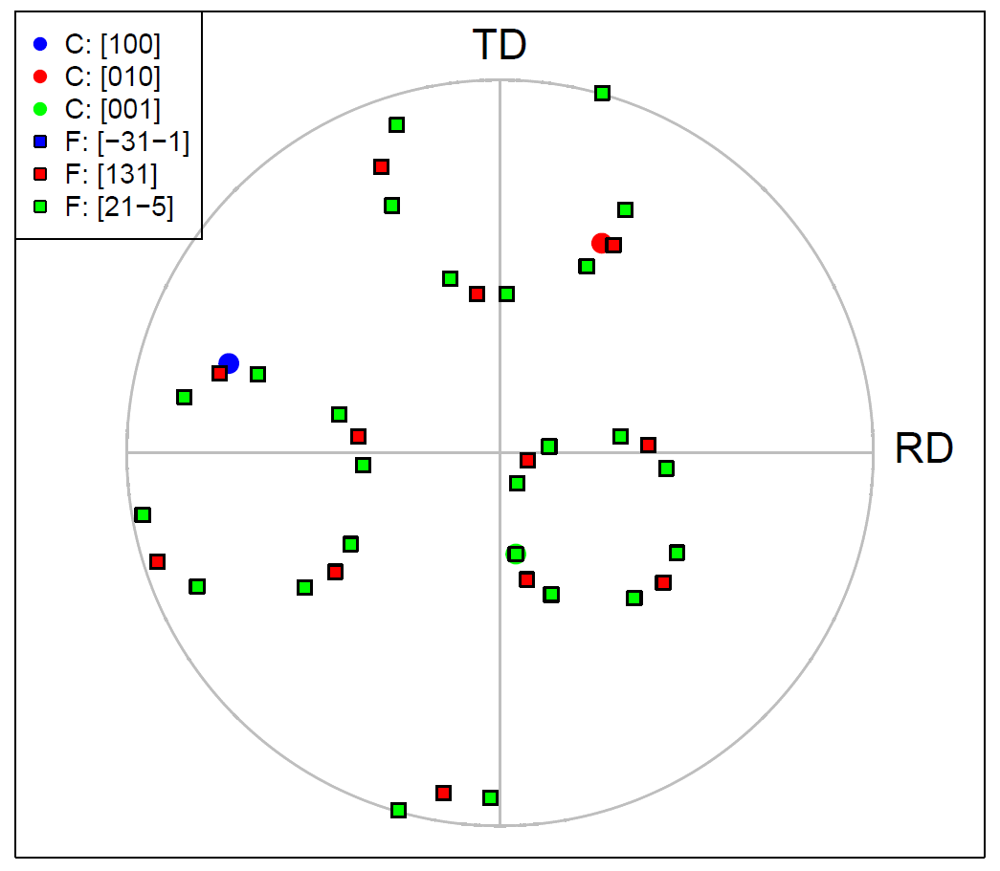 TD
C: [100]
C: [010]
C: [001]
F: [−31−1]
F: [131]
F: [21−5]
RD